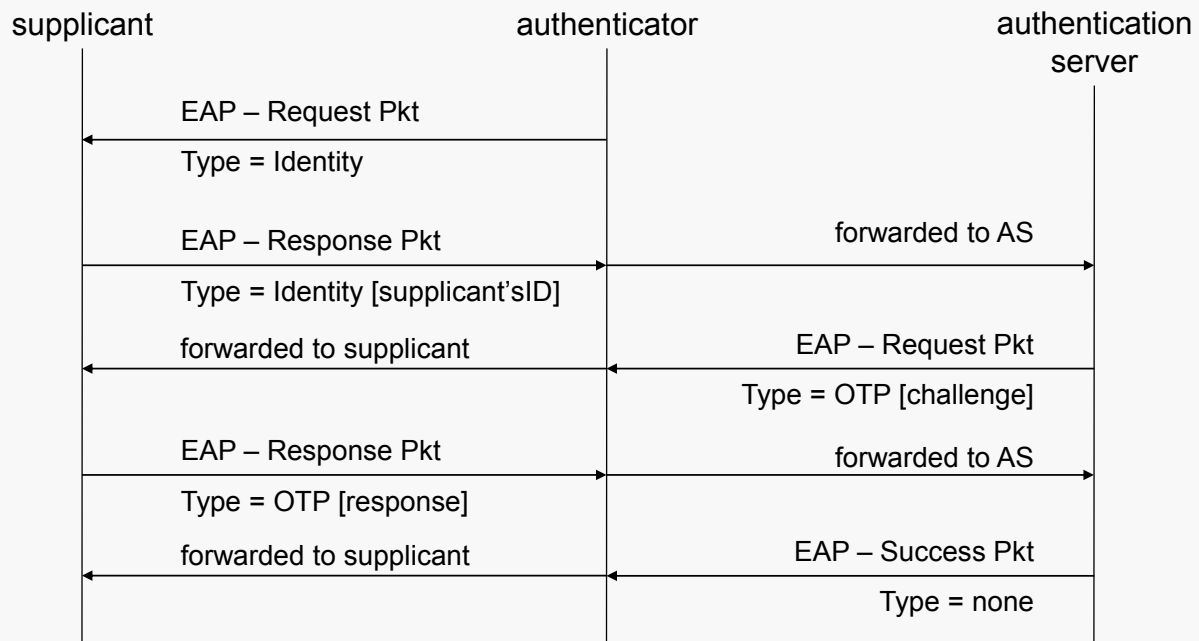 supplicant
authenticator
authentication
server
EAP – Request Pkt
Type = Identity
EAP – Response Pkt
forwarded to AS
Type = Identity [supplicant’sID]
forwarded to supplicant
EAP – Request Pkt
Type = OTP [challenge]
EAP – Response Pkt
forwarded to AS
Type = OTP [response]
forwarded to supplicant
EAP – Success Pkt
Type = none